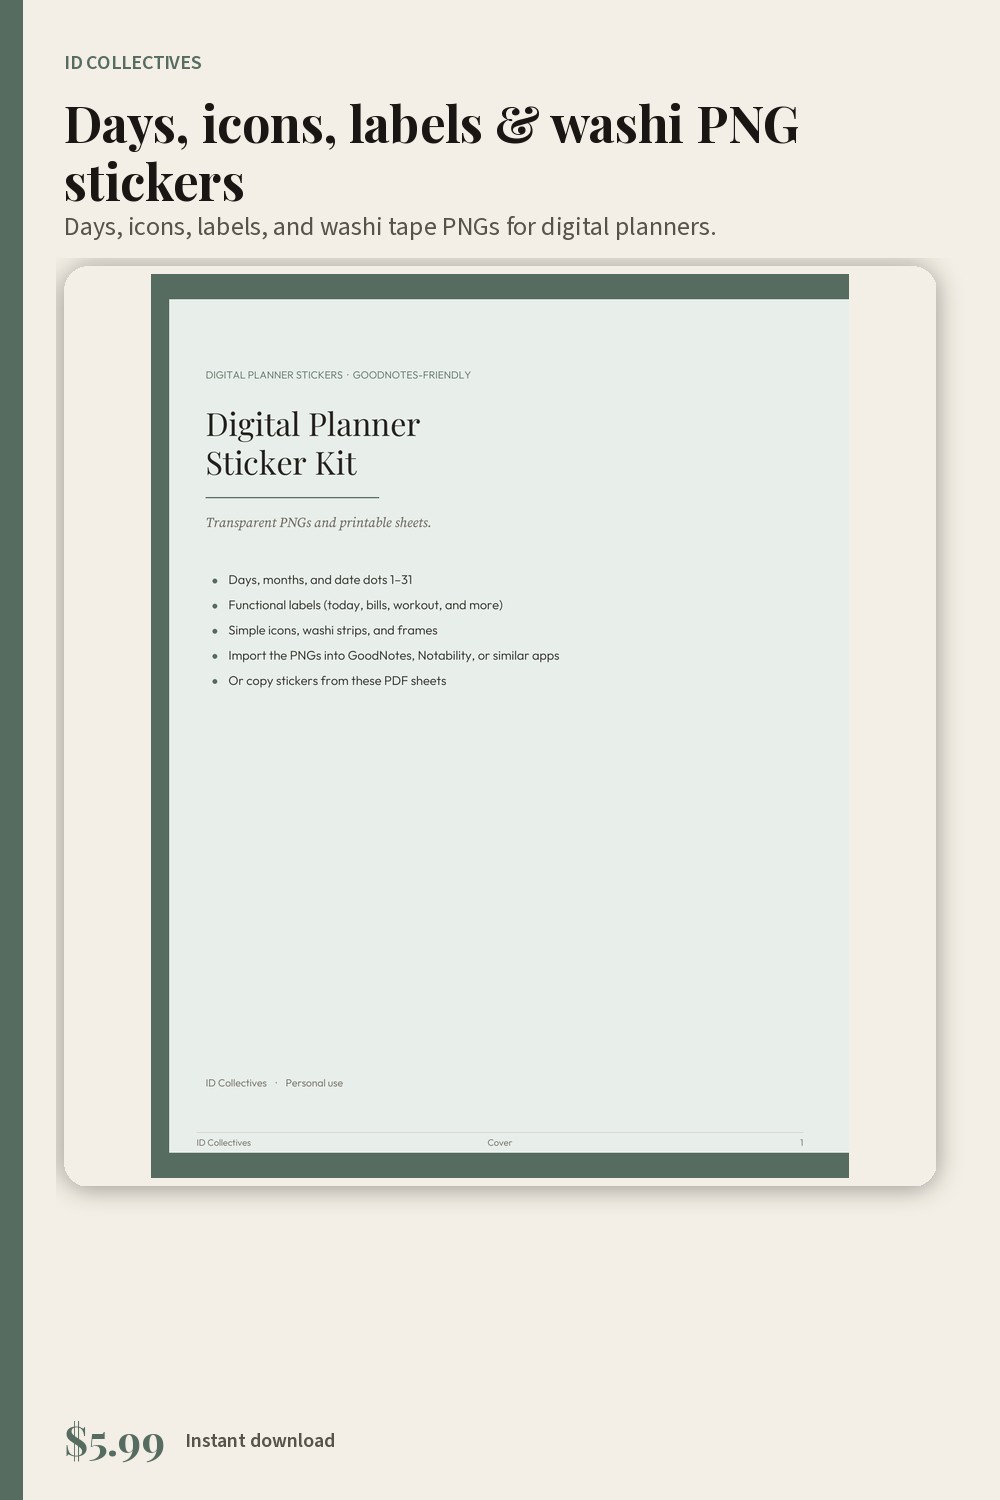 ID COLLECTIVES
Days, icons, labels & washi PNG
stickers
Days, icons, labels, and washi tape PNGs for digital planners.
DIGITAL PLANNER STICKERS · GOODNOTES-FRIENDLY
Digital Planner
Sticker Kit
Transparent PNGs and printable sheets.
• Days, months, and date dots 1–31
• Functional labels (today, bills, workout, and more)
• Simple icons, washi strips, and frames
• Import the PNGs into GoodNotes, Notability, or similar apps
• Or copy stickers from these PDF sheets
ID Collectives · Personal use
ID Collectives Cover 1
$5.99 Instant download